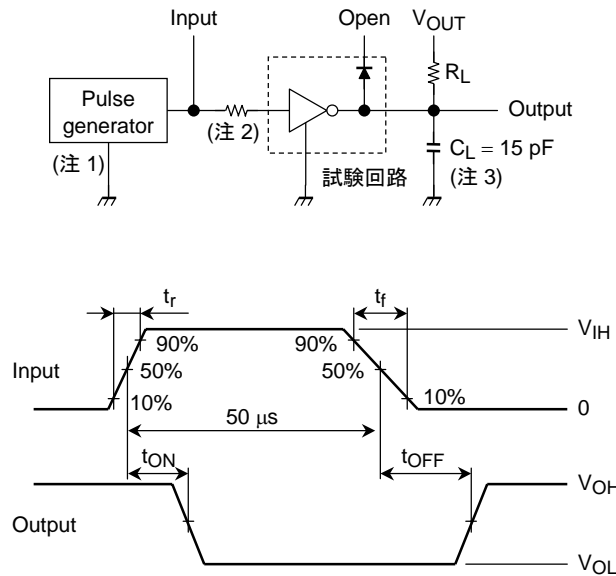 Input
Open
VOUT
Pulse
generator
(注 1)
(注 2)
RL
Output
CL = 15 pF
(注 3)
試験回路
tr
tf
VIH
90%
90%
Input
50%
50%
10%
10%
0
50 μs
tON
tOFF
VOH
Output
VOL